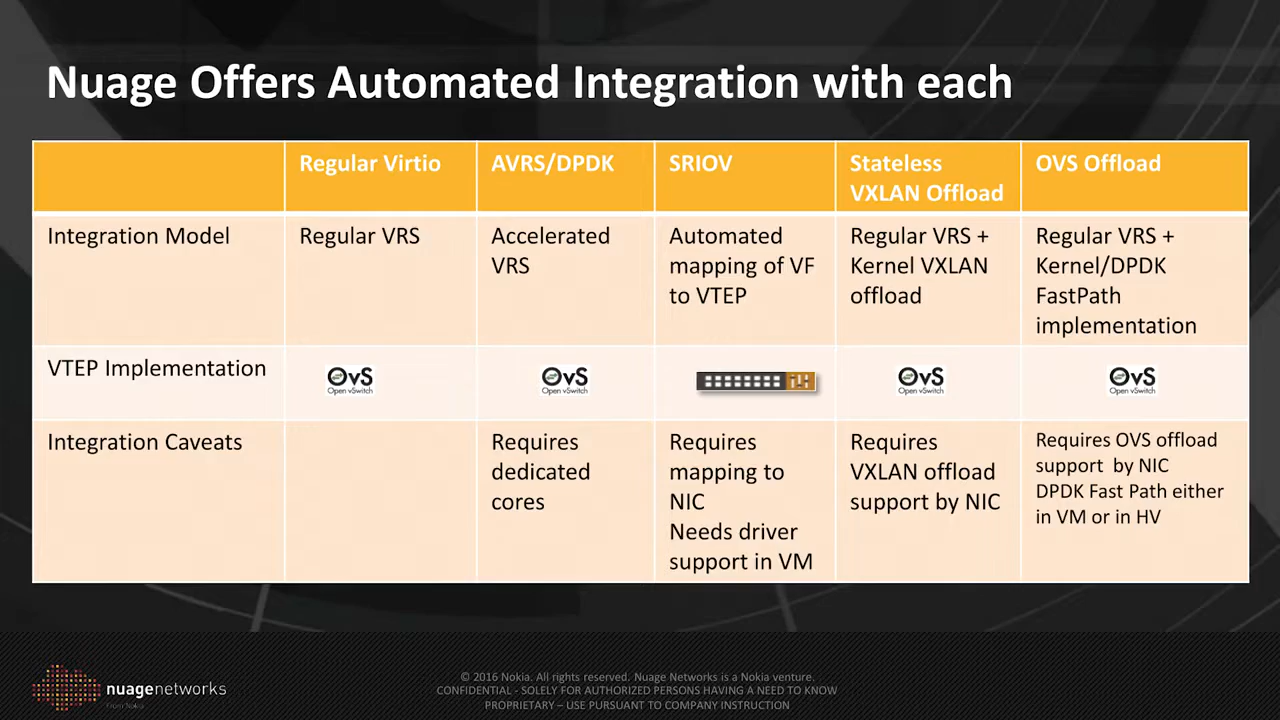 Nuage Offers Automated Integration with each
Regular Virtio
AVRS/DPDK
SRIOV
Stateless
VXLAN Offload
OVS Offload
Integration Model
Regular VRS
Accelerated
VRS
Automated
mapping of VF
to VTEP
Regular VRS +
Kernel VXLAN
offload
Regular VRS +
Kernel/DPDK
FastPath
implementation
VTEP Implementation
OvS
Open vSwitch
OvS
Open vSwitch
OvS
Open vSwitch
OvS
Open vSwitch
Integration Caveats
Requires
dedicated
cores
Requires
mapping to
NIC
Needs driver
support in VM
Requires
VXLAN offload
support by NIC
Requires OVS offload
support by NIC
DPDK Fast Path either
in VM or in HV
nuagenetworks
From Nokia
© 2016 Nokia. All rights reserved. Nuage Networks is a Nokia venture.
CONFIDENTIAL - SOLELY FOR AUTHORIZED PERSONS HAVING A NEED TO KNOW
PROPRIETARY – USE PURSUANT TO COMPANY INSTRUCTION